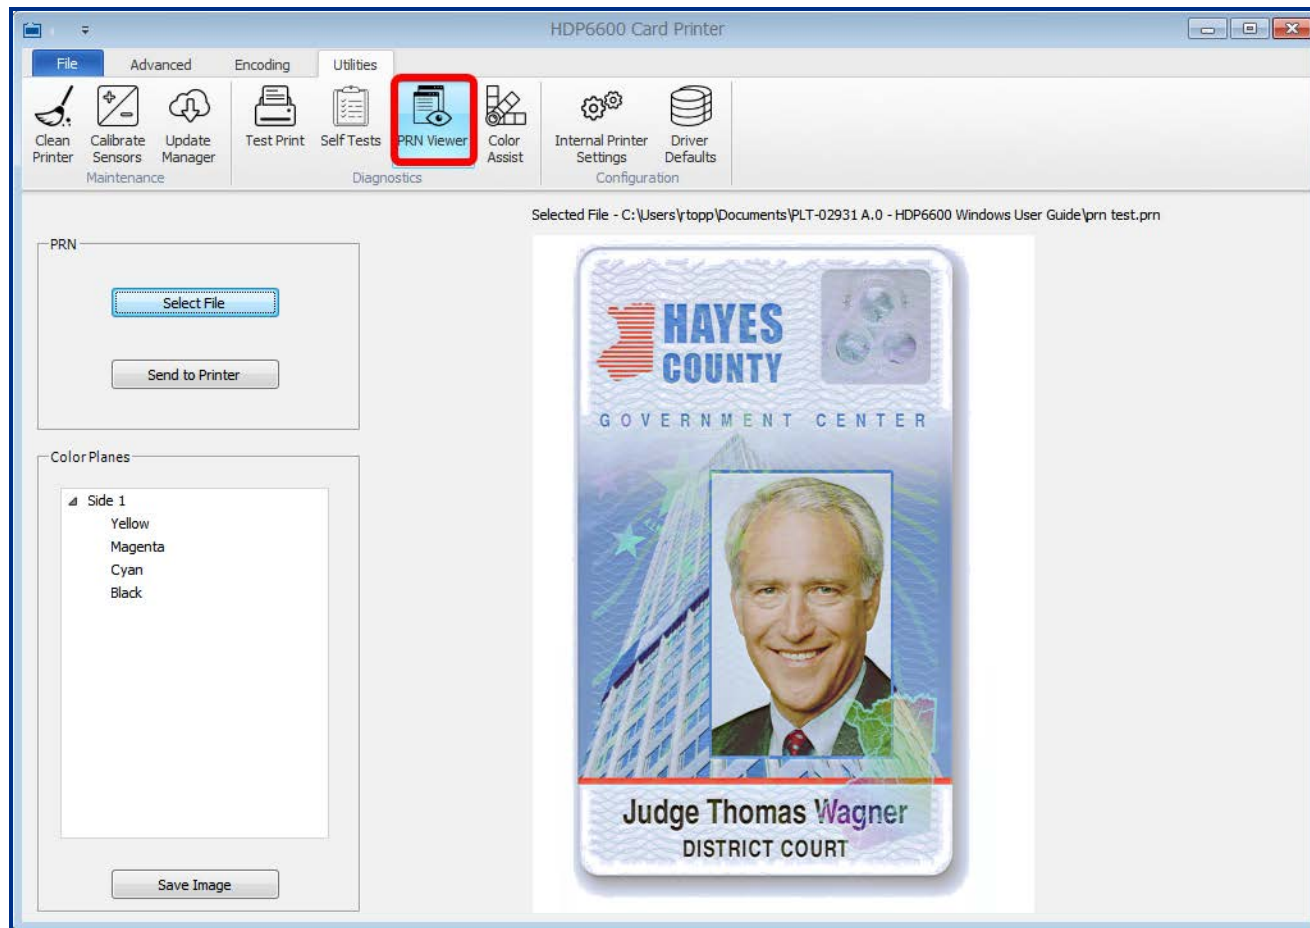 HDP6600 Card Printer
File Advanced Encoding Utilities
Clean Printer Calibrate Sensors Update Manager Test Print Self Tests PRN Viewer Color Assist Internal Printer Settings Driver Defaults
Maintenance Diagnostics Configuration
Selected File - C:\Users\rtopp\Documents\PLT-02931 A.0 - HDP6600 Windows User Guide\prn test.prn
PRN
Select File
Send to Printer
Color Planes
Side 1
Yellow
Magenta
Cyan
Black
Save Image
HAYES
COUNTY
GOVERNMENT CENTER
Judge Thomas Wagner
DISTRICT COURT